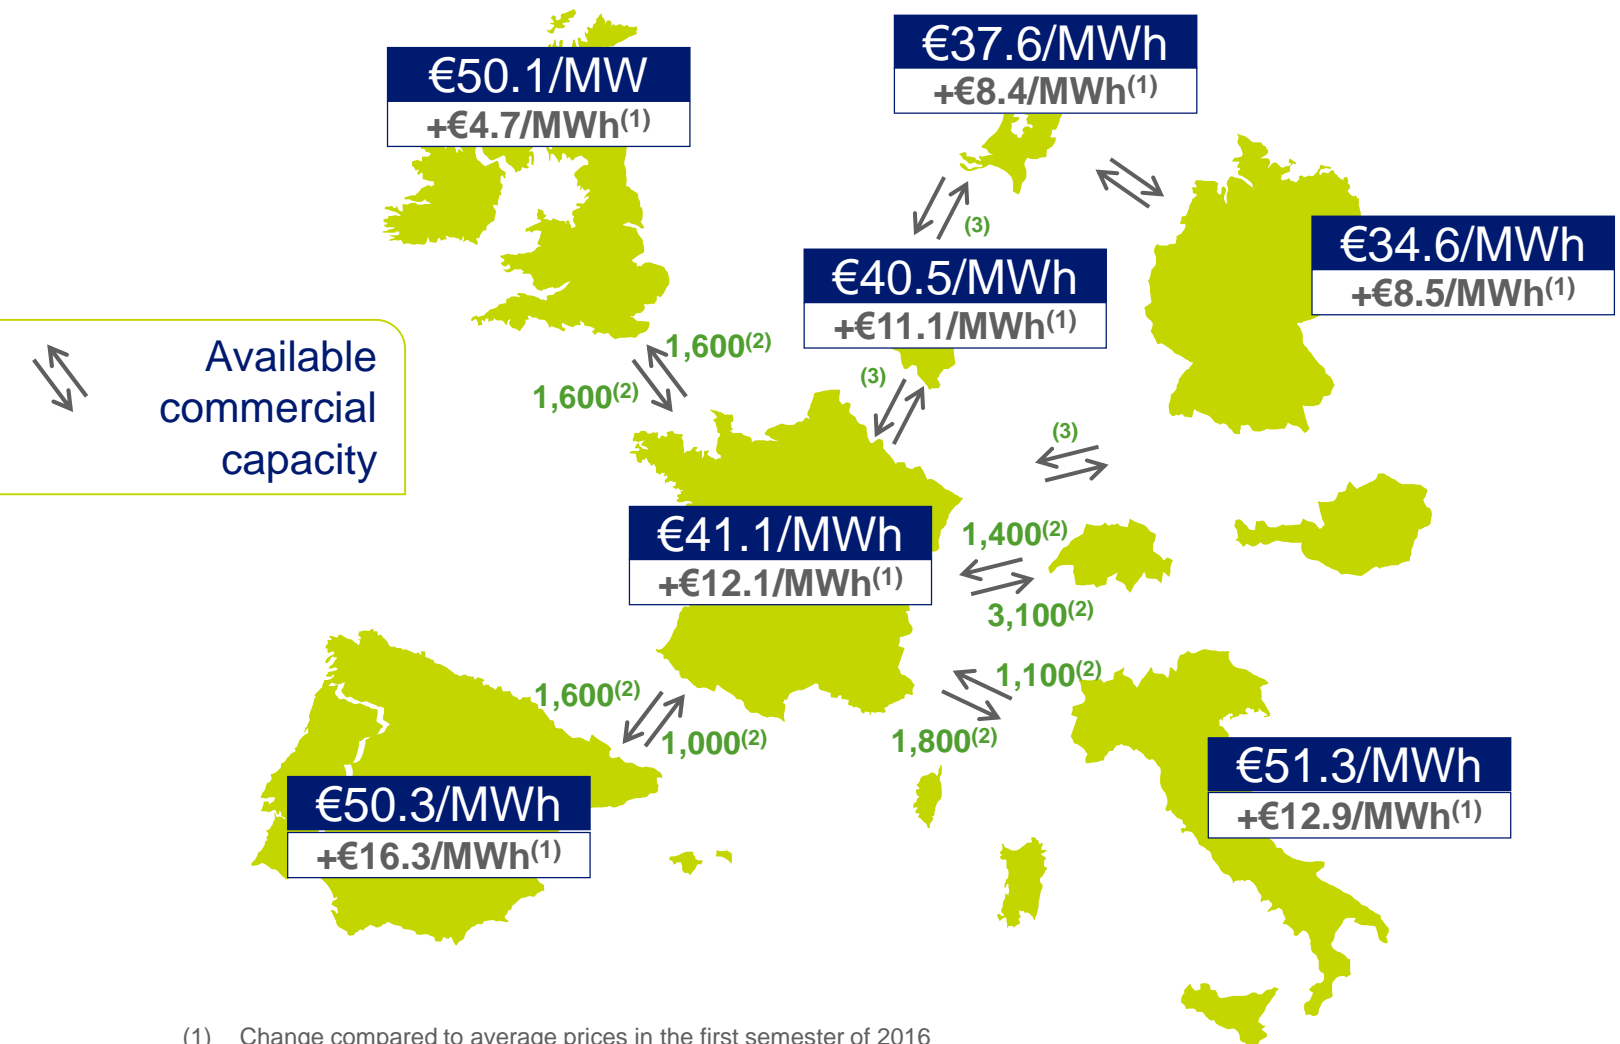 €50.1/MW
+€4.7/MWh(1)
€37.6/MWh
+€8.4/MWh(1)
(3)
€40.5/MWh
+€11.1/MWh(1)
€34.6/MWh
+€8.5/MWh(1)
Available
commercial
capacity
1,600(2)
1,600(2)
(3)
(3)
€41.1/MWh
+€12.1/MWh(1)
1,400(2)
3,100(2)
1,600(2)
1,000(2)
1,100(2)
1,800(2)
€50.3/MWh
+€16.3/MWh(1)
€51.3/MWh
+€12.9/MWh(1)
(1) Change compared to average prices in the first semester of 2016